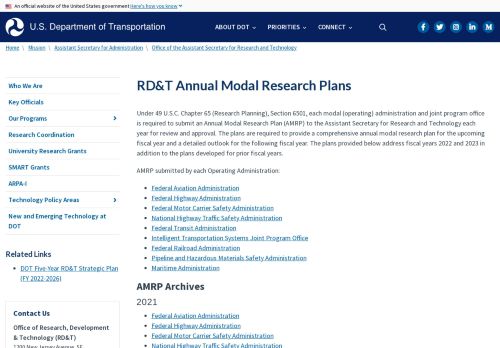 An official website of the United States government Here's how you know
U.S. Department of Transportation
ABOUT DOT
PRIORITIES
CONNECT
Home \ Mission \ Assistant Secretary for Administration \ Office of the Assistant Secretary for Research and Technology
Who We Are
Key Officials
Our Programs
Research Coordination
University Research Grants
SMART Grants
ARPA-I
Technology Policy Areas
New and Emerging Technology at
DOT
Related Links
• DOT Five-Year RD&T Strategic Plan
(FY 2022-2026)
Contact Us
Office of Research, Development
& Technology (RD&T)
1200 New Jersey Avenue, SE
RD&T Annual Modal Research Plans
Under 49 U.S.C. Chapter 65 (Research Planning), Section 6501, each modal (operating) administration and joint program office
is required to submit an Annual Modal Research Plan (AMRP) to the Assistant Secretary for Research and Technology each
year for review and approval. The plans are required to provide a comprehensive annual modal research plan for the upcoming
fiscal year and a detailed outlook for the following fiscal year. The plans provided below address fiscal years 2022 and 2023 in
addition to the plans developed for prior fiscal years.
AMRP submitted by each Operating Administration:
• Federal Aviation Administration
• Federal Highway Administration
• Federal Motor Carrier Safety Administration
• National Highway Traffic Safety Administration
• Federal Transit Administration
• Intelligent Transportation Systems Joint Program Office
• Federal Railroad Administration
• Pipeline and Hazardous Materials Safety Administration
• Maritime Administration
AMRP Archives
2021
• Federal Aviation Administration
• Federal Highway Administration
• Federal Motor Carrier Safety Administration
• National Highway Traffic Safety Administration